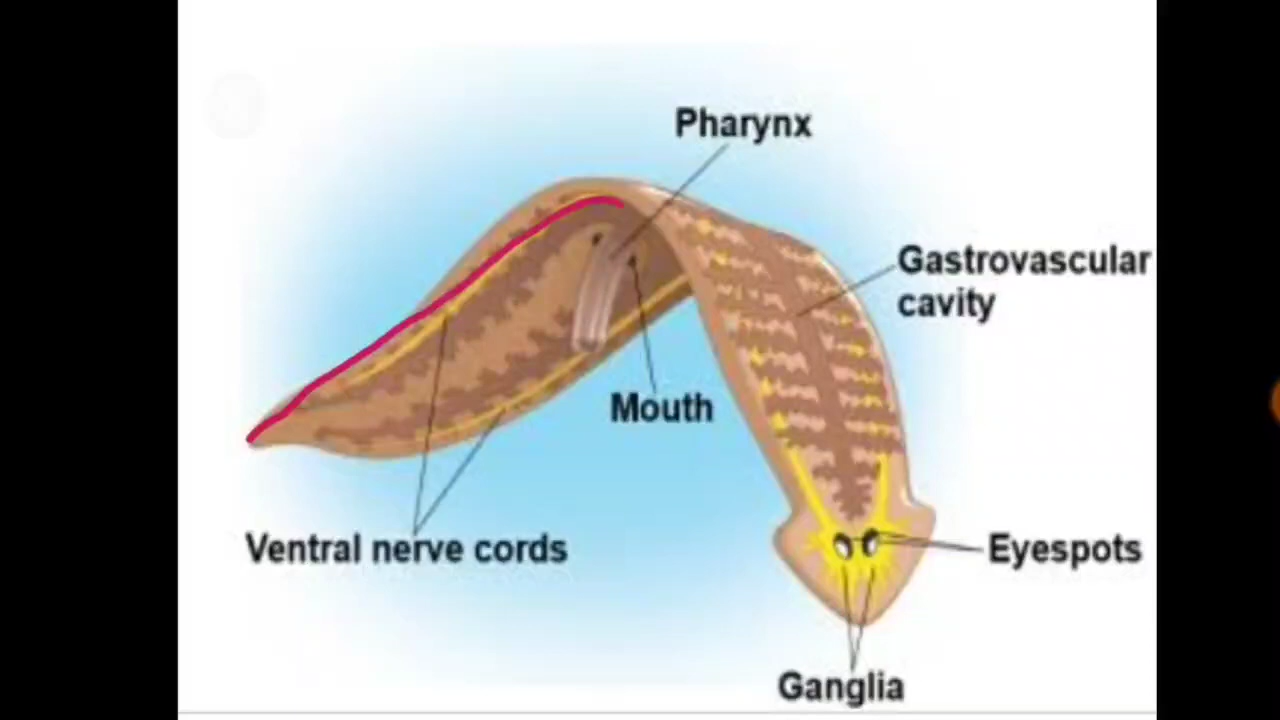 Pharynx
Gastrovascular
cavity
Mouth
Ventral nerve cords
Eyespots
Ganglia